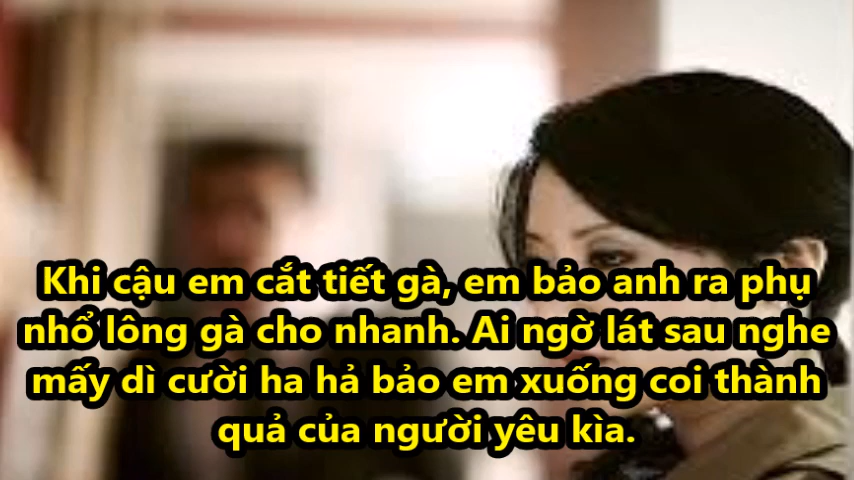 Khi cậu em cắt tiết gà, em bảo anh ra phụ
nhổ lông gà cho nhanh. Ai ngờ lát sau nghe
mấy dì cười ha hả bảo em xuống coi thành
quả của người yêu kìa.